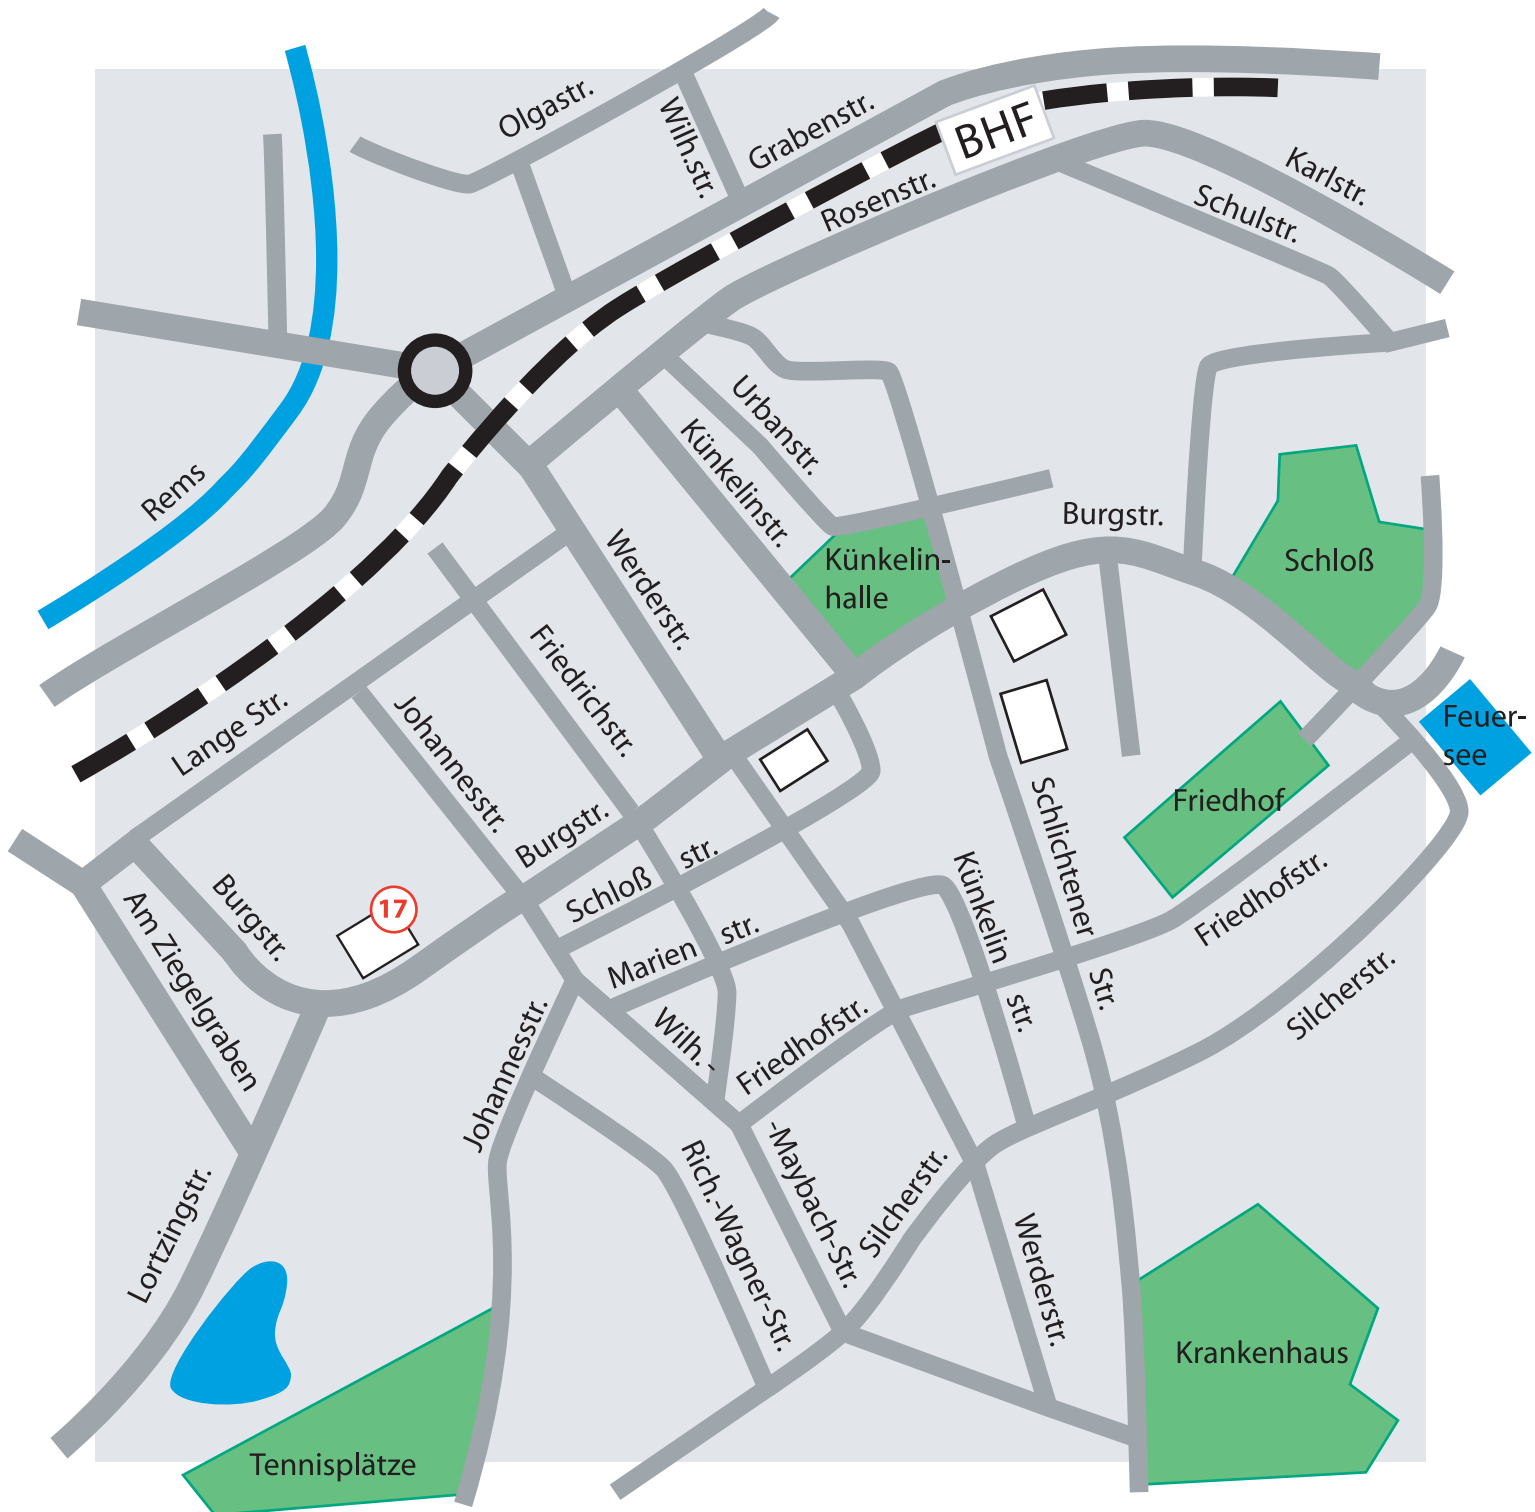 Olgastr.
Wilh.str.
Grabenstr.
BHF
Rosenstr.
Karlstr.
Schulstr.
Rems
Urbanstr.
Künkelinstr.
Burgstr.
Künkelin-
halle
Schloß
Werderstr.
Friedrichstr.
Lange Str.
Johannesstr.
Feuer-
see
Friedhof
Burgstr.
Schlichtener
Str.
Schloß str.
Künkelin
str.
Friedhofstr.
Am Ziegelgraben
Burgstr.
17
Marien str.
Silcherstr.
Wilh. -
-Maybach-Str.
Friedhofstr.
Johannesstr.
Rich.-Wagner-Str.
Silcherstr.
Lortzingstr.
Werderstr.
Krankenhaus
Tennisplätze